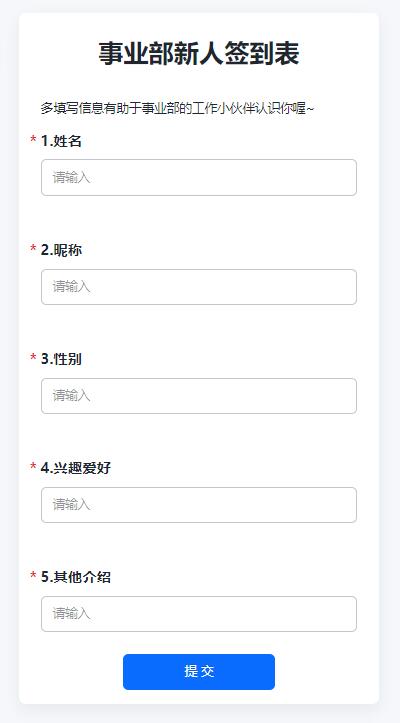 事业部新人签到表
多填写信息有助于事业部的工作小伙伴认识你喔~
* 1.姓名
请输入
* 2.昵称
请输入
* 3.性别
请输入
* 4.兴趣爱好
请输入
* 5.其他介绍
请输入
提 交